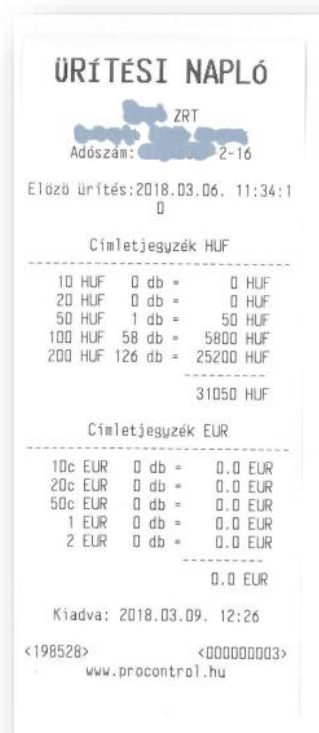 ÜRÍTÉSI NAPLÓ
ZRT
Adószám: 2-16
Előző ürítés:2018.03.06. 11:34:1
0
Címletjegyzék HUF
10 HUF 0 db = 0 HUF
20 HUF 0 db = 0 HUF
50 HUF 1 db = 50 HUF
100 HUF 58 db = 5800 HUF
200 HUF 126 db = 25200 HUF
31050 HUF
Címletjegyzék EUR
10c EUR 0 db = 0.0 EUR
20c EUR 0 db = 0.0 EUR
50c EUR 0 db = 0.0 EUR
1 EUR 0 db = 0.0 EUR
2 EUR 0 db = 0.0 EUR
0.0 EUR
Kiadva: 2018.03.09. 12:26
<198528> <000000003>
www.procontrol.hu